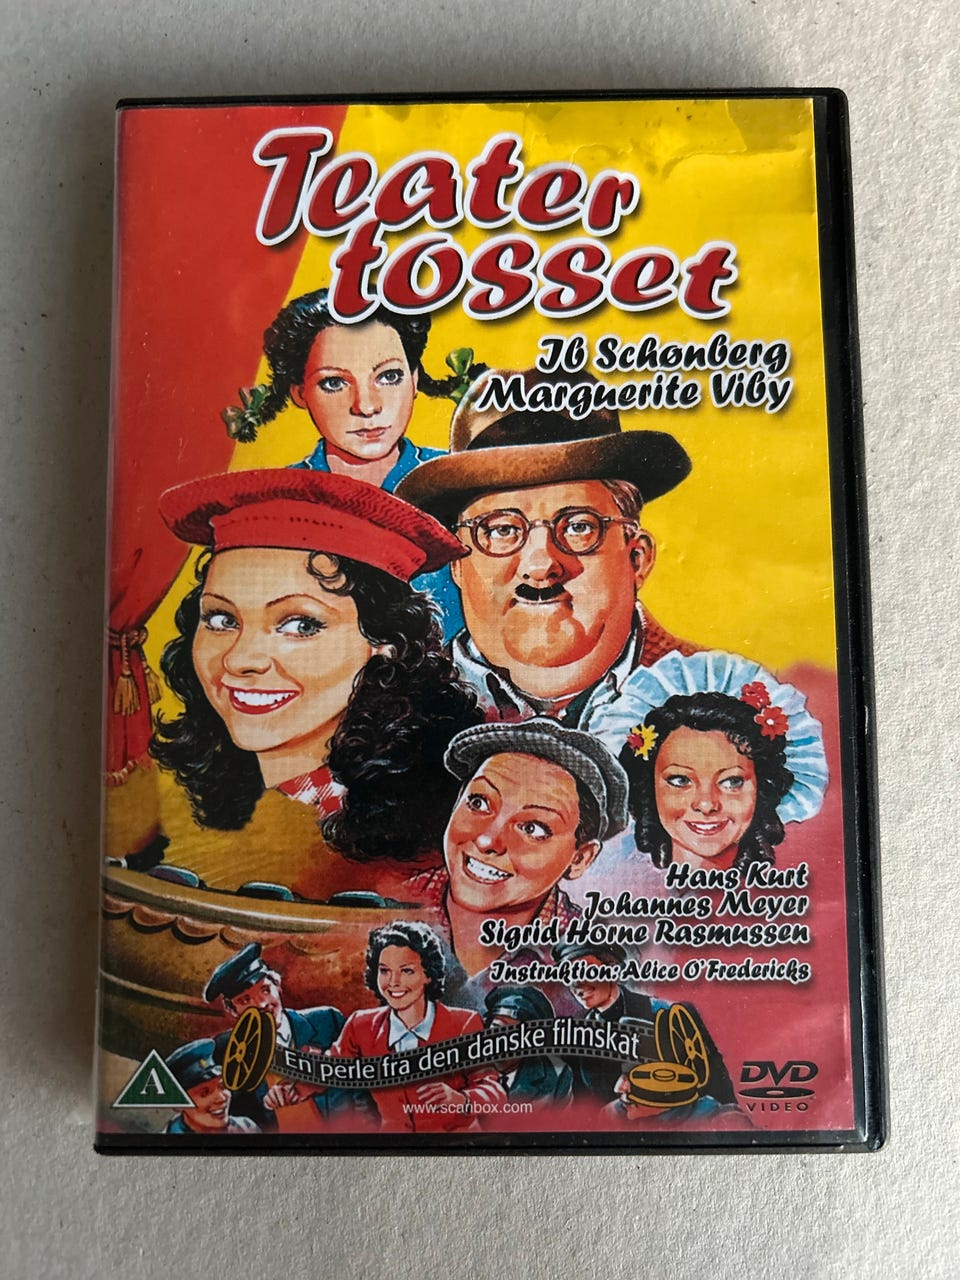 Teater
tosset
Ib Schønberg
Marguerite Viby
Hans Kurt
Johannes Meyer
Sigrid Horne Rasmussen
Instruktion: Alice O'Fredericks
En perle fra den danske filmskat
A
www.scanbox.com
DVD
VIDEO